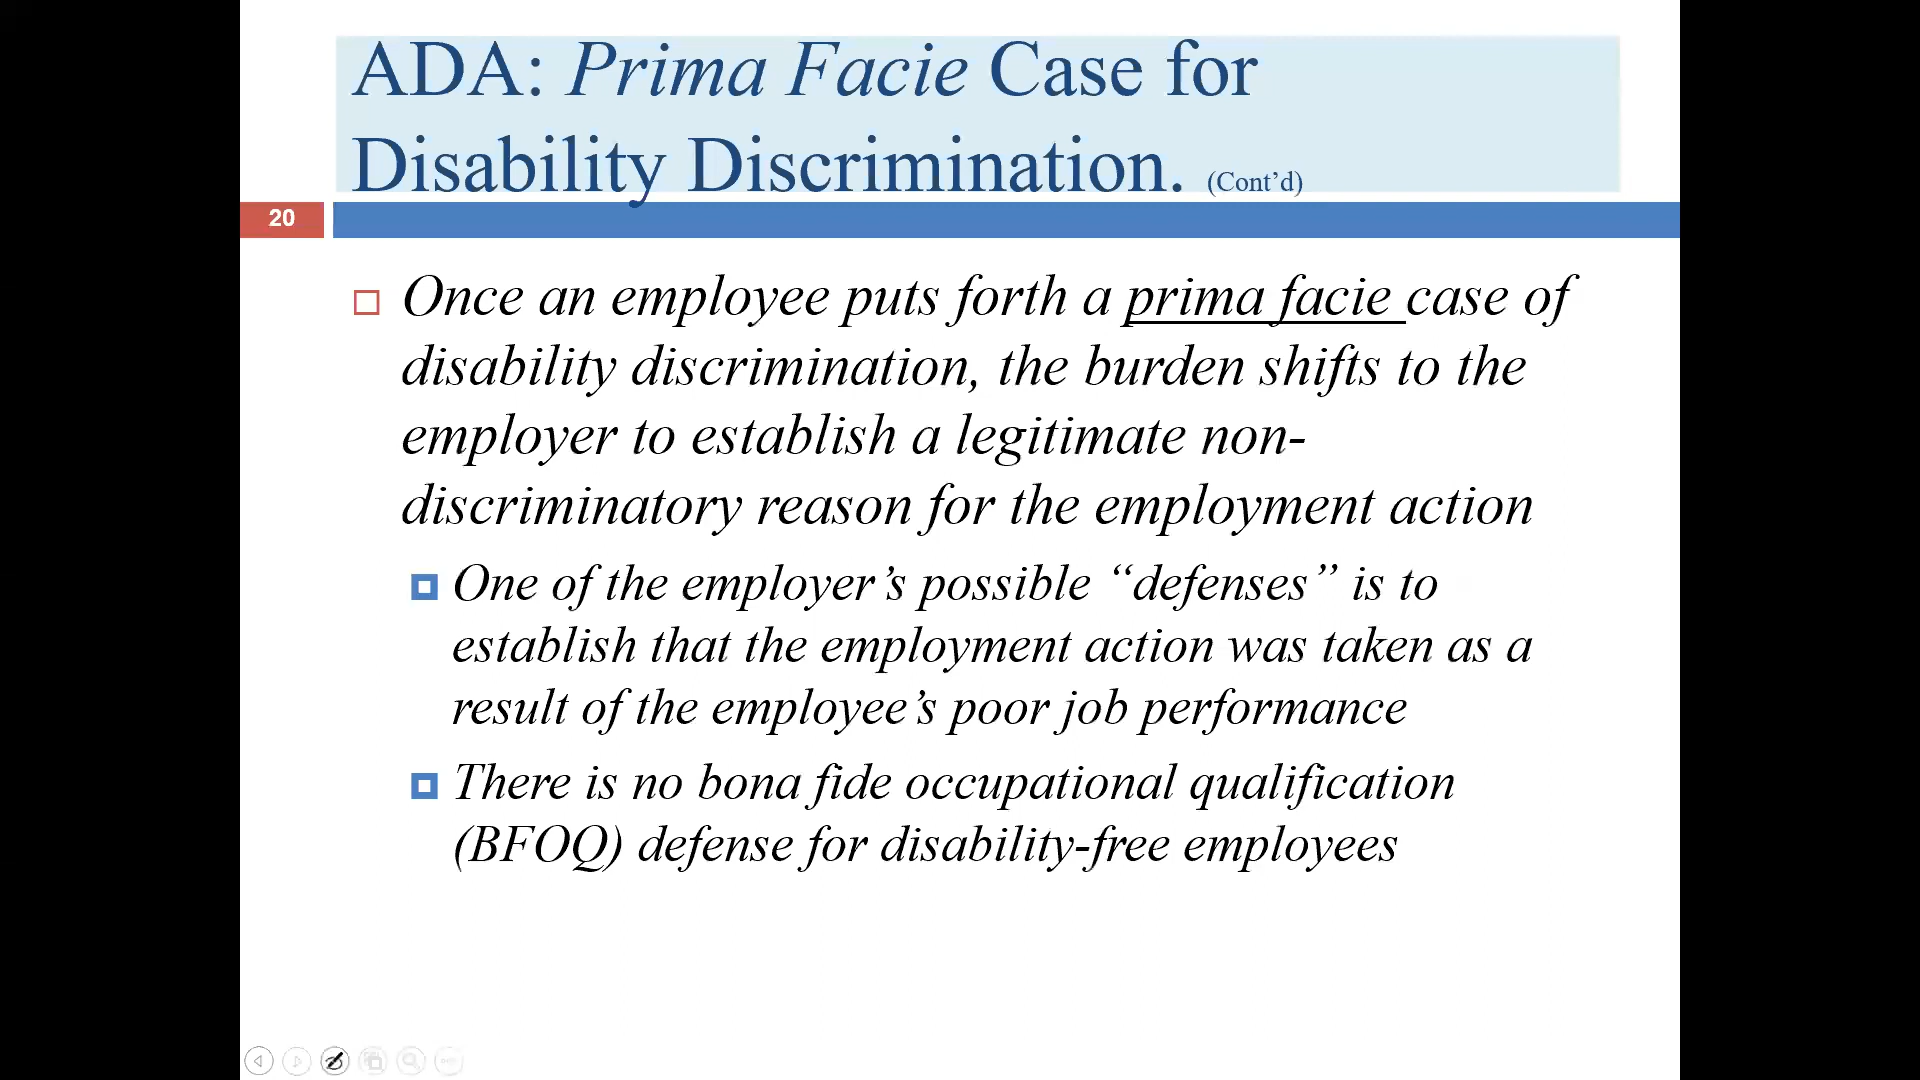 ADA: Prima Facie Case for
Disability Discrimination. (Cont’d)
20
Once an employee puts forth a prima facie case of
disability discrimination, the burden shifts to the
employer to establish a legitimate non-
discriminatory reason for the employment action
One of the employer’s possible “defenses” is to
establish that the employment action was taken as a
result of the employee’s poor job performance
There is no bona fide occupational qualification
(BFOQ) defense for disability-free employees